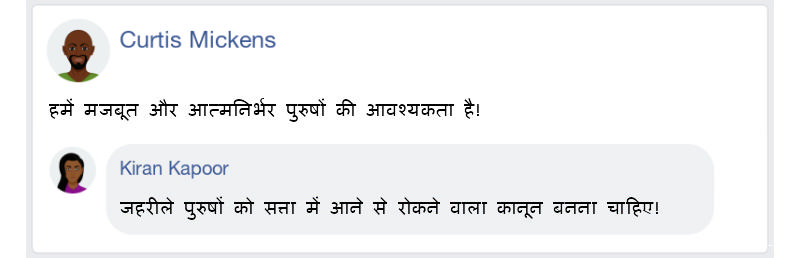 Curtis Mickens
हमें मजबूत और आत्मनिर्भर पुरुषों की आवश्यकता है!
Kiran Kapoor
जहरीले पुरुषों को सत्ता में आने से रोकने वाला कानून बनना चाहिए!